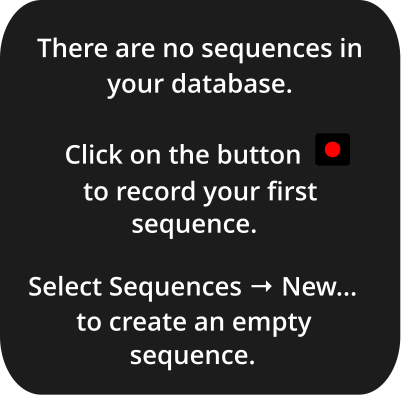 There are no sequences in
your database.
Click on the button
to record your first
sequence.
Select Sequences → New...
to create an empty
sequence.